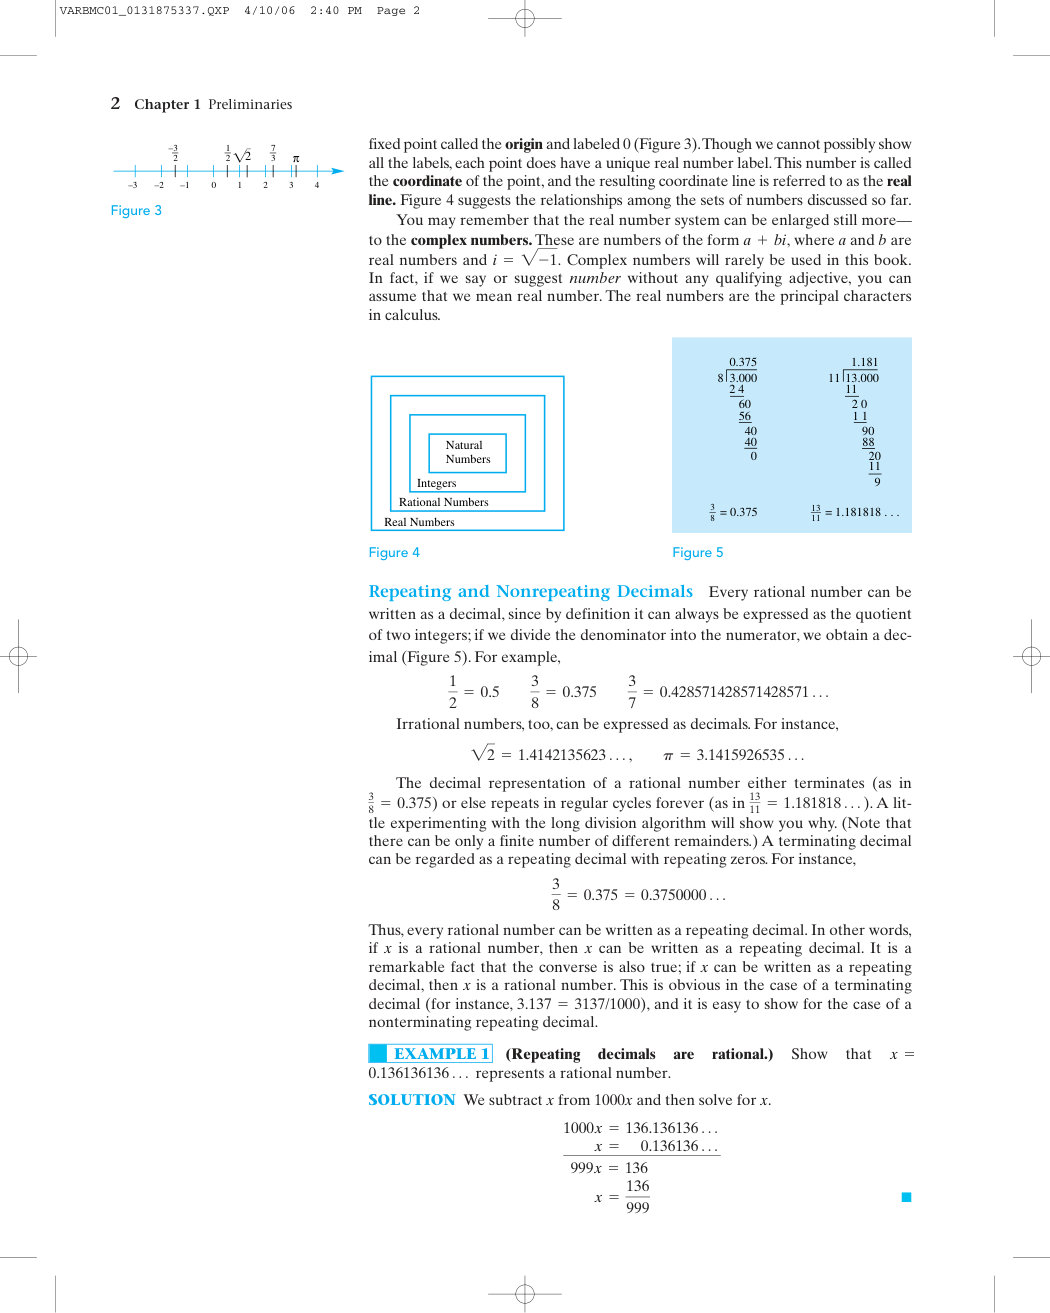 VARBMC01_0131875337.QXP 4/10/06 2:40 PM Page 2
2 Chapter 1 Preliminaries
–3/2 1/2 √2 7/3 π
–3 –2 –1 0 1 2 3 4
Figure 3
fixed point called the origin and labeled 0 (Figure 3). Though we cannot possibly show
all the labels, each point does have a unique real number label. This number is called
the coordinate of the point, and the resulting coordinate line is referred to as the real
line. Figure 4 suggests the relationships among the sets of numbers discussed so far.
You may remember that the real number system can be enlarged still more—
to the complex numbers. These are numbers of the form a + bi, where a and b are
real numbers and i = √−1. Complex numbers will rarely be used in this book.
In fact, if we say or suggest number without any qualifying adjective, you can
assume that we mean real number. The real numbers are the principal characters
in calculus.
Natural
Numbers
Integers
Rational Numbers
Real Numbers
Figure 4
0.375
8 3.000
2 4
60
56
40
40
0
3/8 = 0.375
1.181
11 13.000
11
2 0
1 1
90
88
20
11
9
13/11 = 1.181818 . . .
Figure 5
Repeating and Nonrepeating Decimals Every rational number can be
written as a decimal, since by definition it can always be expressed as the quotient
of two integers; if we divide the denominator into the numerator, we obtain a dec-
imal (Figure 5). For example,
1/2 = 0.5 3/8 = 0.375 3/7 = 0.428571428571428571 . . .
Irrational numbers, too, can be expressed as decimals. For instance,
√2 = 1.4142135623 . . . , π = 3.1415926535 . . .
The decimal representation of a rational number either terminates (as in
3/8 = 0.375) or else repeats in regular cycles forever (as in 13/11 = 1.181818 . . . ). A lit-
tle experimenting with the long division algorithm will show you why. (Note that
there can be only a finite number of different remainders.) A terminating decimal
can be regarded as a repeating decimal with repeating zeros. For instance,
3/8 = 0.375 = 0.3750000 . . .
Thus, every rational number can be written as a repeating decimal. In other words,
if x is a rational number, then x can be written as a repeating decimal. It is a
remarkable fact that the converse is also true; if x can be written as a repeating
decimal, then x is a rational number. This is obvious in the case of a terminating
decimal (for instance, 3.137 = 3137/1000), and it is easy to show for the case of a
nonterminating repeating decimal.
EXAMPLE 1 (Repeating decimals are rational.) Show that x =
0.136136136 . . . represents a rational number.
SOLUTION We subtract x from 1000x and then solve for x.
1000x = 136.136136 . . .
x = 0.136136 . . .
999x = 136
x = 136/999